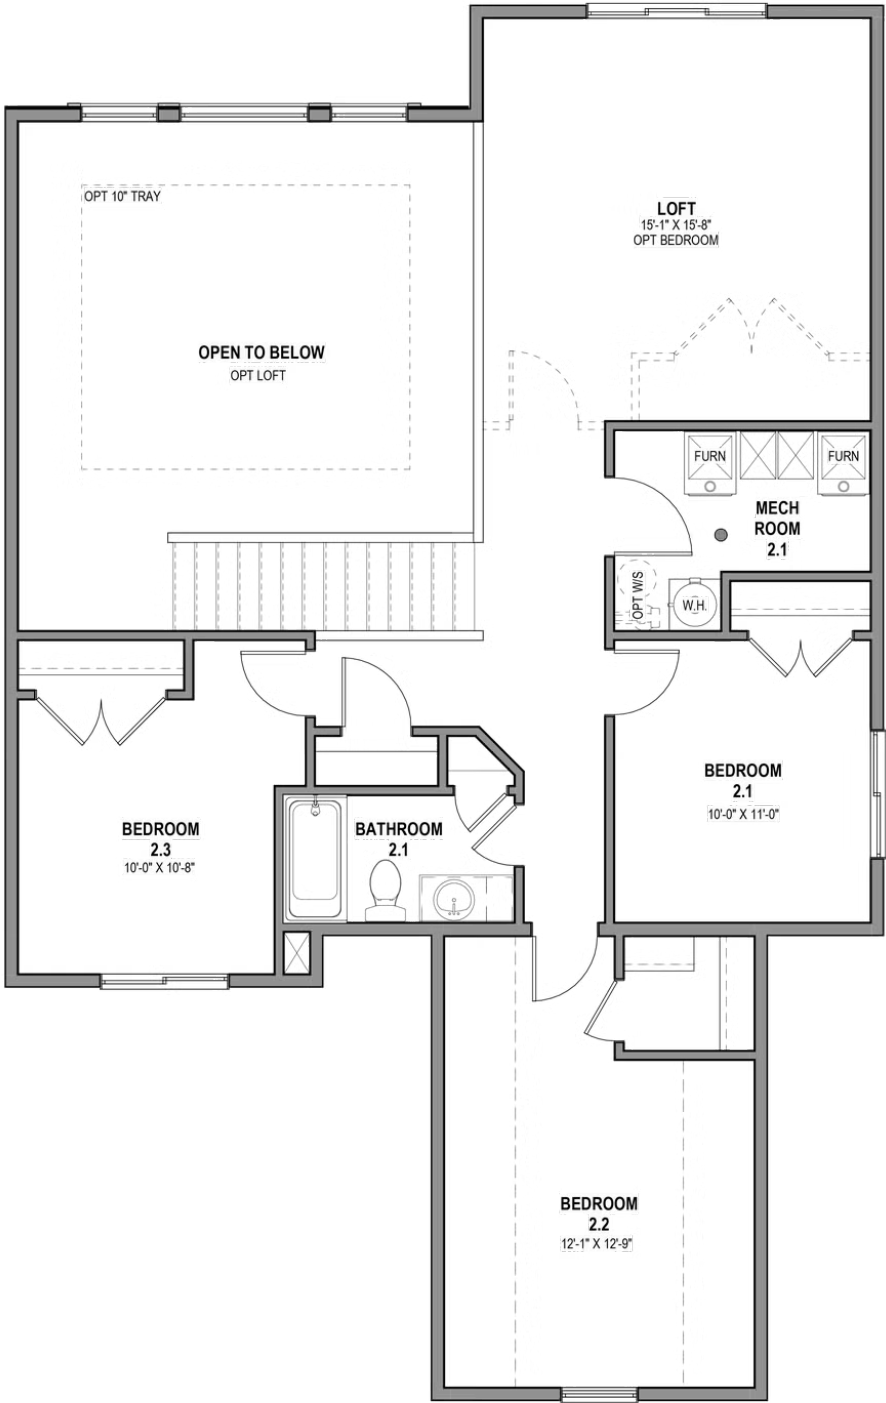 OPT 10" TRAY
LOFT
15'-1" X 15'-8"
OPT BEDROOM
OPEN TO BELOW
OPT LOFT
FURN
FURN
MECH
ROOM
2.1
OPT W/S
W.H.
BEDROOM
2.1
10'-0" X 11'-0"
BEDROOM
2.3
10'-0" X 10'-8"
BATHROOM
2.1
BEDROOM
2.2
12'-1" X 12'-9"